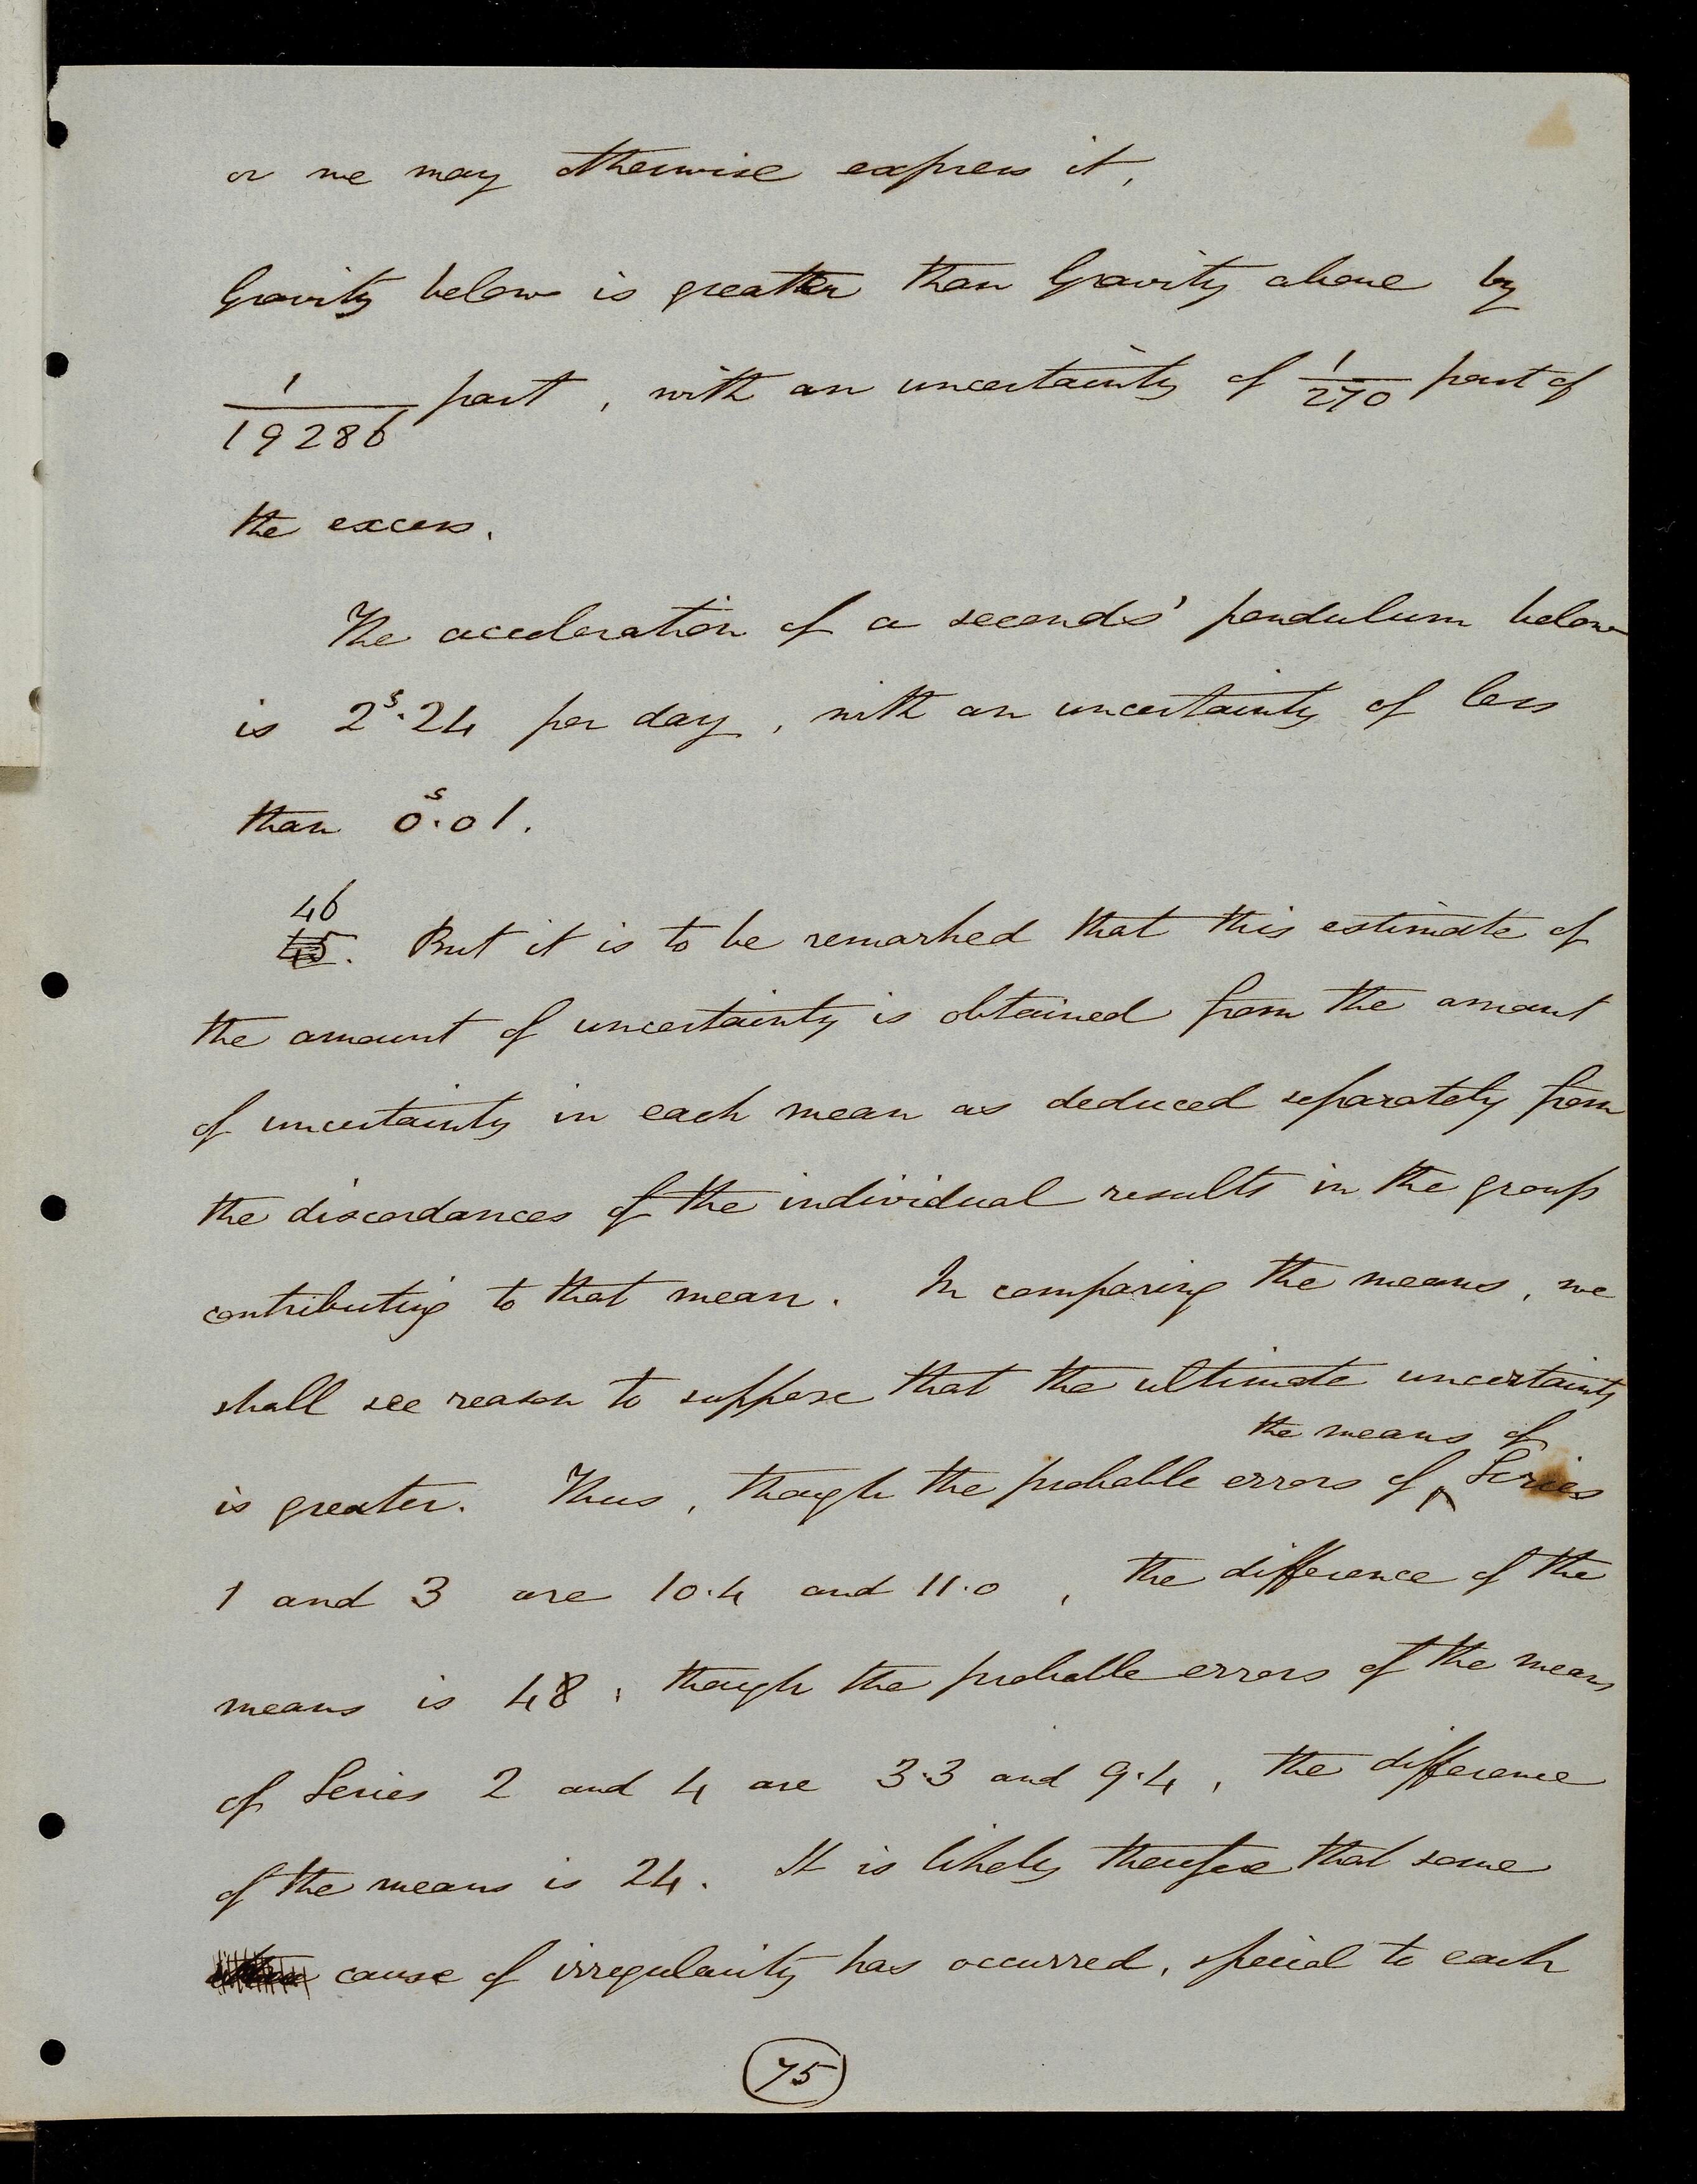 or we may otherwise express it,
Gravity below is greater than Gravity above by
1/19286 part, with an uncertainty of 1/270 part of
the excess.
The acceleration of a seconds' pendulum below
is 2ˢ·24 per day, with an uncertainty of less
than 0ˢ·01.
46
45. But it is to be remarked that this estimate of
the amount of uncertainty is obtained from the amount
of uncertainty in each mean as deduced separately from
the discordances of the individual results in the group
contributing to that mean. In comparing the means, we
shall see reason to suppose that the ultimate uncertainty
the means of
is greater. Thus, though the probable errors of ‸ Series
1 and 3 are 10·4 and 11·0, the difference of the
means is 48; though the probable errors of the means
of Series 2 and 4 are 3·3 and 9·4, the difference
of the means is 24. It is likely therefore that some
cause of irregularity has occurred, special to each
75